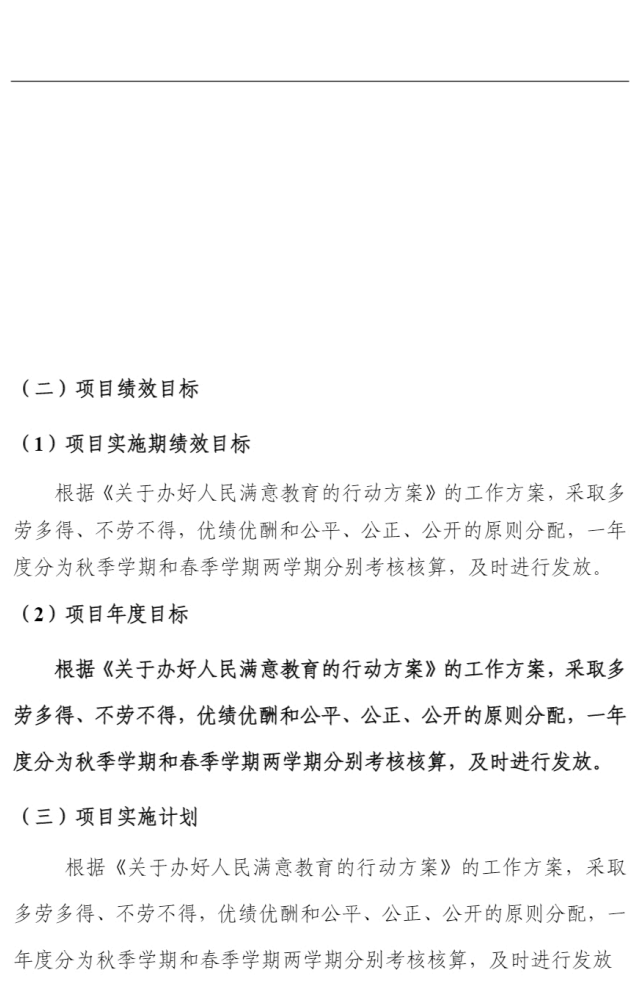 （二）项目绩效目标
（1）项目实施期绩效目标
根据《关于办好人民满意教育的行动方案》的工作方案，采取多
劳多得、不劳不得，优绩优酬和公平、公正、公开的原则分配，一年
度分为秋季学期和春季学期两学期分别考核核算，及时进行发放。
（2）项目年度目标
根据《关于办好人民满意教育的行动方案》的工作方案，采取多
劳多得、不劳不得，优绩优酬和公平、公正、公开的原则分配，一年
度分为秋季学期和春季学期两学期分别考核核算，及时进行发放。
（三）项目实施计划
根据《关于办好人民满意教育的行动方案》的工作方案，采取
多劳多得、不劳不得，优绩优酬和公平、公正、公开的原则分配，一
年度分为秋季学期和春季学期两学期分别考核核算，及时进行发放